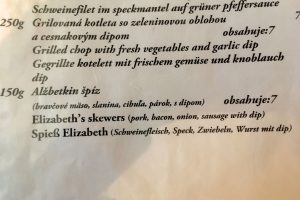 Schweinefilet im speckmantel auf grüner pfeffersauce
250g Grilovaná kotleta so zeleninovou oblohou
a cesnakovým dipom obsahuje:7
Grilled chop with fresh vegetables and garlic dip
Gegrillte kotelett mit frischem gemüse und knoblauch
dip
150g Alžbetkin špíz
(bravčové mäso, slanina, cibuľa, párok, s dipom) obsahuje:7
Elizabeth's skewers (pork, bacon, onion, sausage with dip)
Spieß Elizabeth (Schweinefleisch, Speck, Zwiebeln, Wurst mit dip)